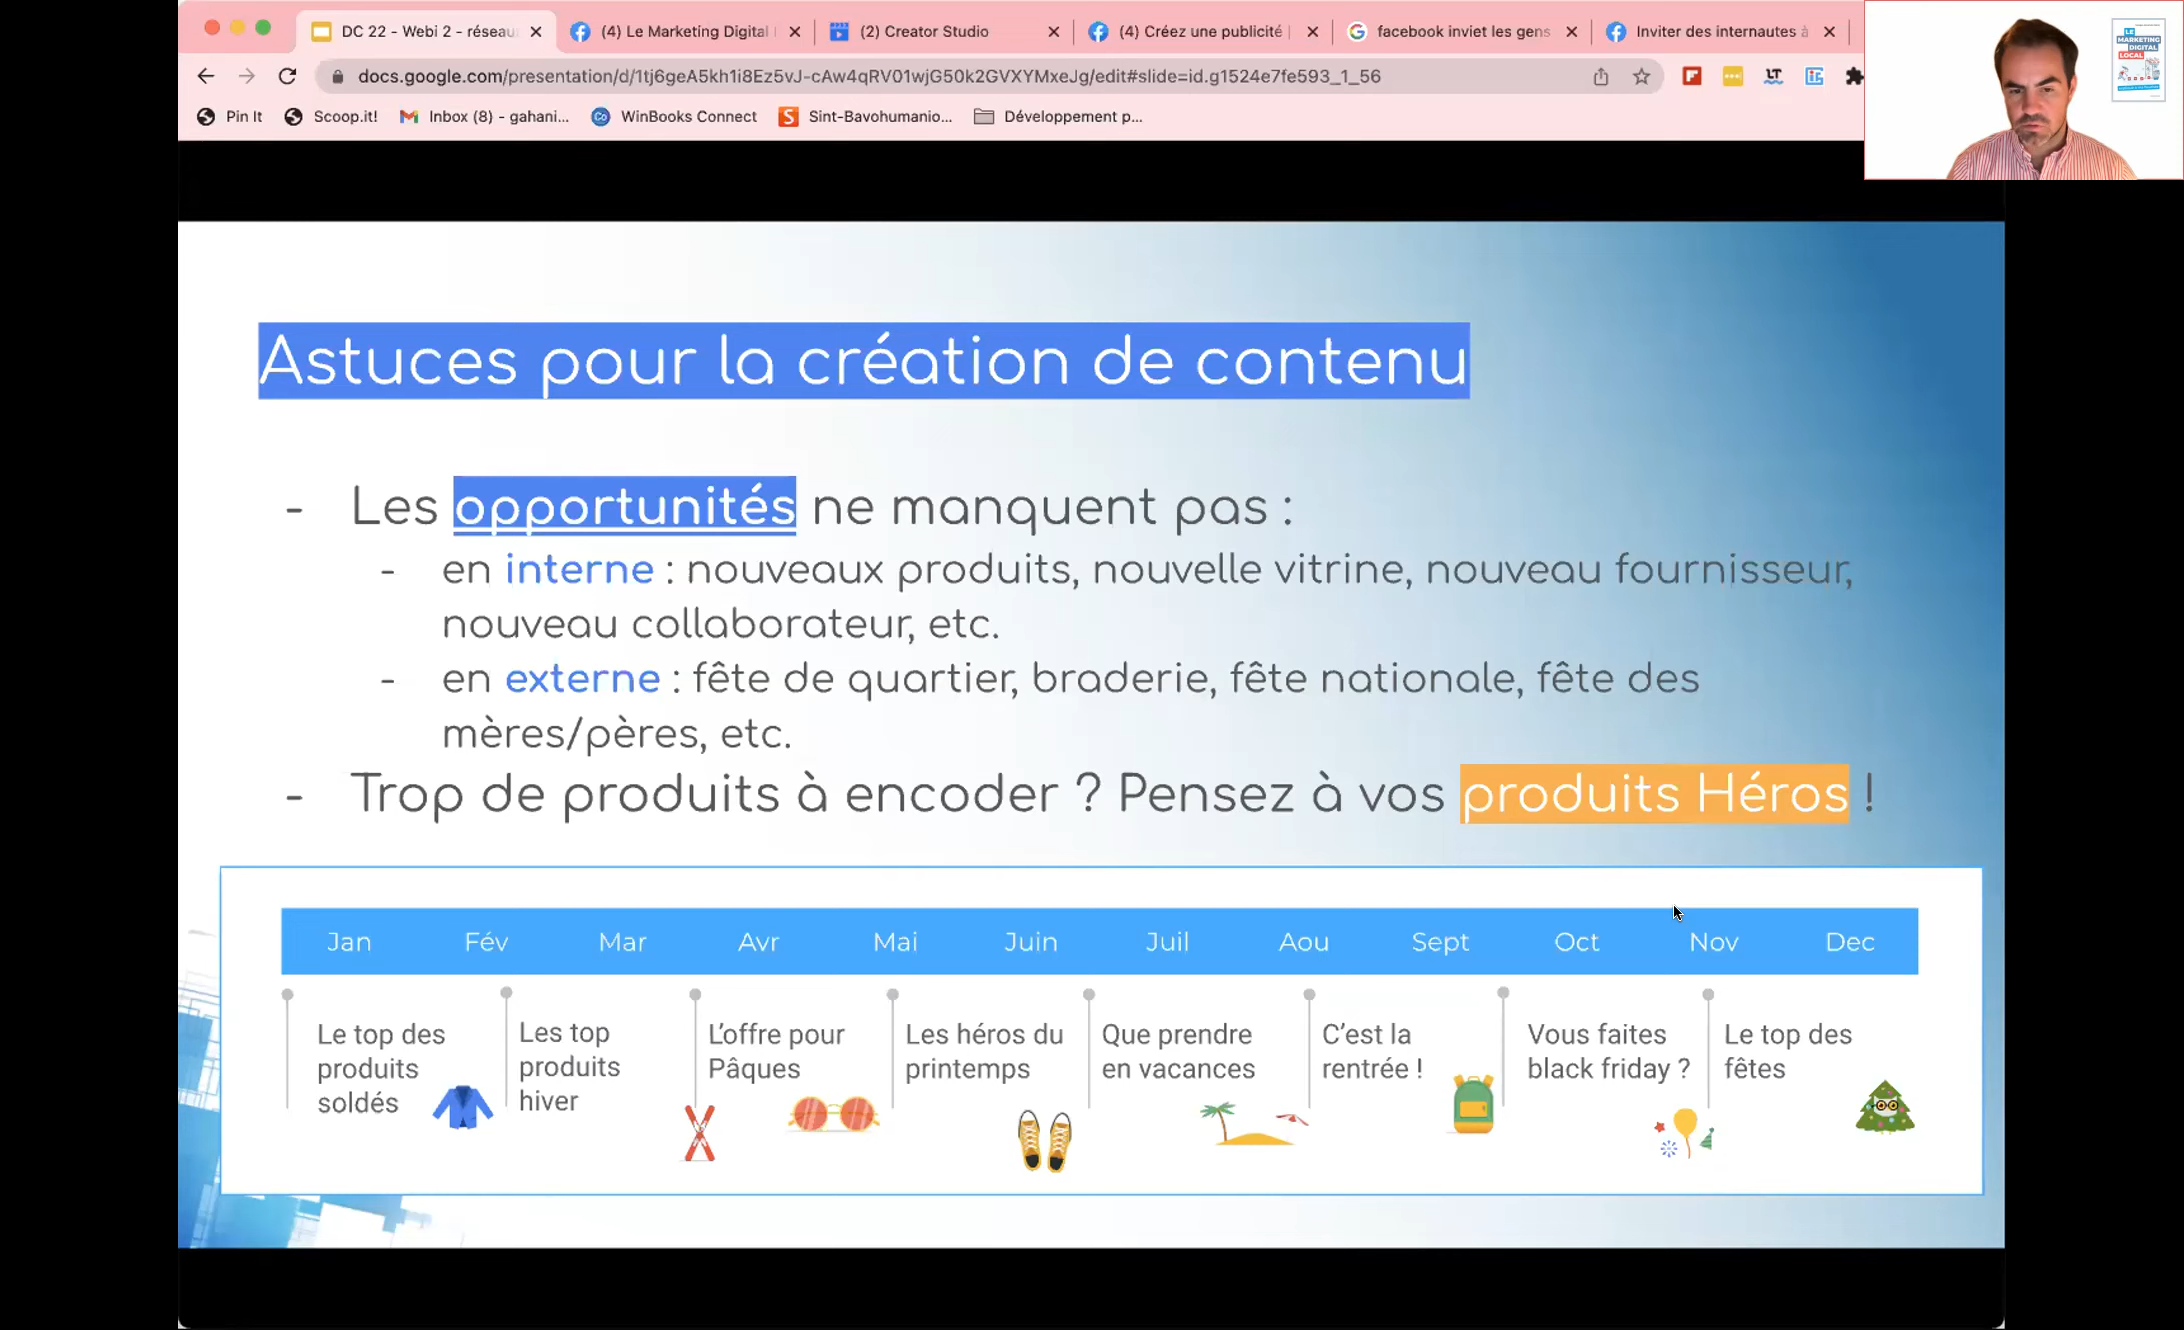 DC 22 - Webi 2 - réseau
(4) Le Marketing Digital
(2) Creator Studio
(4) Créez une publicité |
facebook inviet les gens
Inviter des internautes à
docs.google.com/presentation/d/1tj6geA5kh1i8Ez5vJ-cAw4qRV01wjG50k2GVXYMxeJg/edit#slide=id.g1524e7fe593_1_56
Pin It
Scoop.it!
Inbox (8) - gahani...
WinBooks Connect
Sint-Bavohumanio...
Développement p...
LE
MARKETING
DIGITAL
LOCAL
Astuces pour la création de contenu
- Les opportunités ne manquent pas :
- en interne : nouveaux produits, nouvelle vitrine, nouveau fournisseur,
nouveau collaborateur, etc.
- en externe : fête de quartier, braderie, fête nationale, fête des
mères/pères, etc.
- Trop de produits à encoder ? Pensez à vos produits Héros !
Jan Fév Mar Avr Mai Juin Juil Aou Sept Oct Nov Dec
Le top des
produits
soldés
Les top
produits
hiver
L'offre pour
Pâques
Les héros du
printemps
Que prendre
en vacances
C'est la
rentrée !
Vous faites
black friday ?
Le top des
fêtes